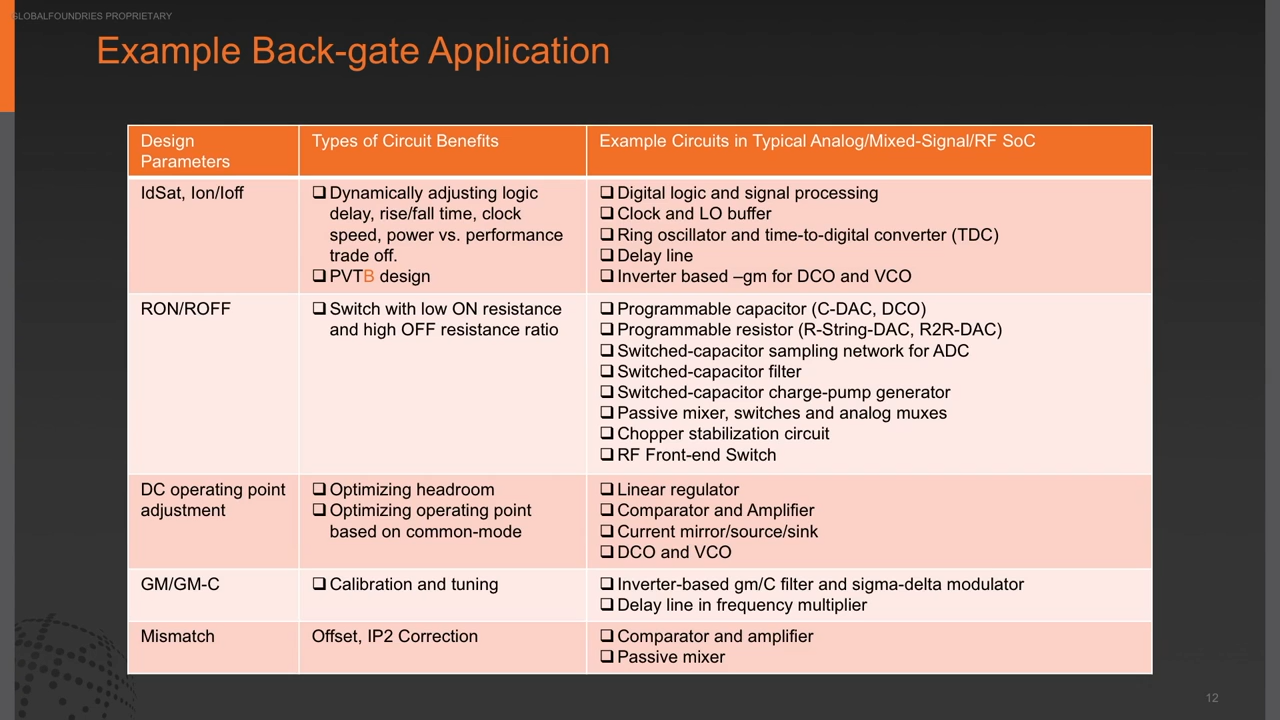 GLOBALFOUNDRIES PROPRIETARY
Example Back-gate Application
Design
Parameters
Types of Circuit Benefits
Example Circuits in Typical Analog/Mixed-Signal/RF SoC
IdSat, Ion/Ioff
❑ Dynamically adjusting logic
delay, rise/fall time, clock
speed, power vs. performance
trade off.
❑ PVTB design
❑ Digital logic and signal processing
❑ Clock and LO buffer
❑ Ring oscillator and time-to-digital converter (TDC)
❑ Delay line
❑ Inverter based –gm for DCO and VCO
RON/ROFF
❑ Switch with low ON resistance
and high OFF resistance ratio
❑ Programmable capacitor (C-DAC, DCO)
❑ Programmable resistor (R-String-DAC, R2R-DAC)
❑ Switched-capacitor sampling network for ADC
❑ Switched-capacitor filter
❑ Switched-capacitor charge-pump generator
❑ Passive mixer, switches and analog muxes
❑ Chopper stabilization circuit
❑ RF Front-end Switch
DC operating point
adjustment
❑ Optimizing headroom
❑ Optimizing operating point
based on common-mode
❑ Linear regulator
❑ Comparator and Amplifier
❑ Current mirror/source/sink
❑ DCO and VCO
GM/GM-C
❑ Calibration and tuning
❑ Inverter-based gm/C filter and sigma-delta modulator
❑ Delay line in frequency multiplier
Mismatch
Offset, IP2 Correction
❑ Comparator and amplifier
❑ Passive mixer
12